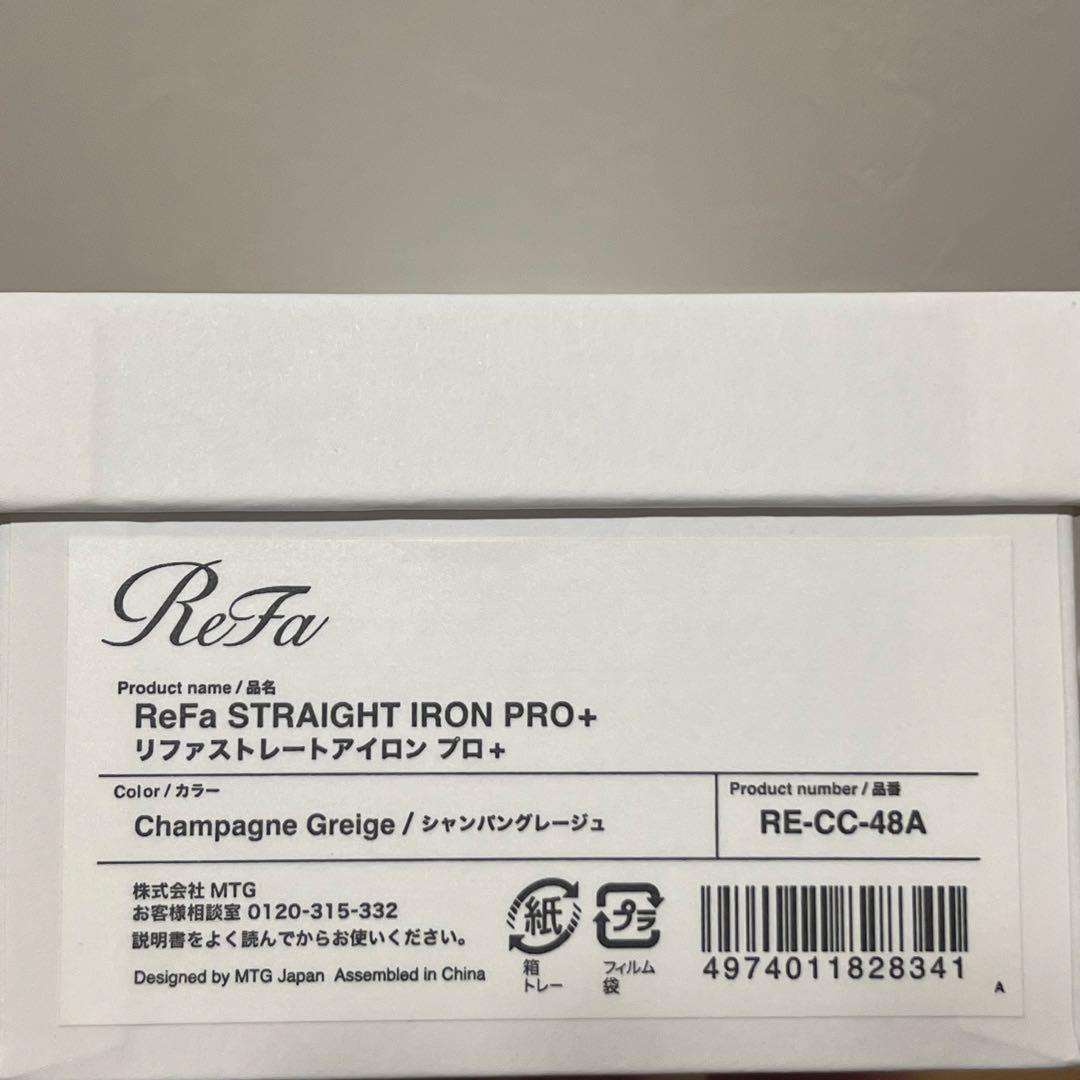 ReFa
Product name / 品名
ReFa STRAIGHT IRON PRO+
リファストレートアイロン プロ+
Color / カラー
Champagne Greige / シャンパングレージュ
Product number / 品番
RE-CC-48A
株式会社 MTG
お客様相談室 0120-315-332
説明書をよく読んでからお使いください。
Designed by MTG Japan Assembled in China
紙
箱
トレー
プラ
フィルム
袋
4974011828341
A